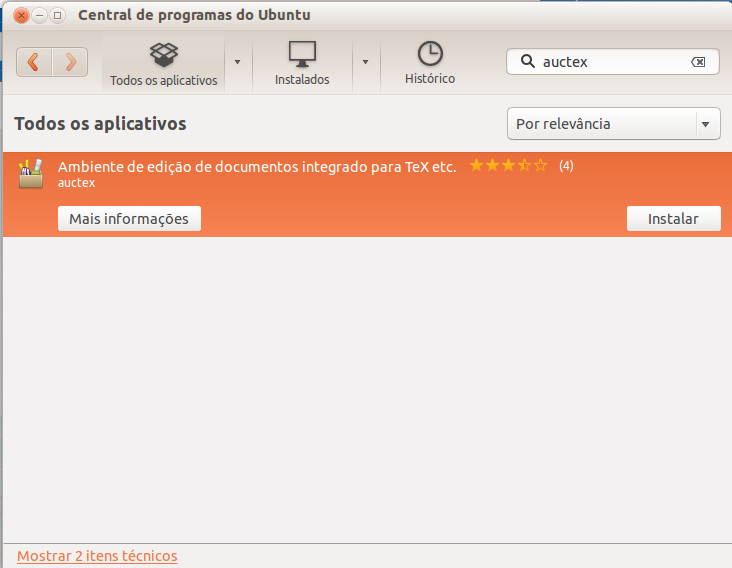 Central de programas do Ubuntu
Todos os aplicativos
Instalados
Histórico
auctex
Todos os aplicativos
Por relevância
Ambiente de edição de documentos integrado para TeX etc.
(4)
auctex
Mais informações
Instalar
Mostrar 2 itens técnicos